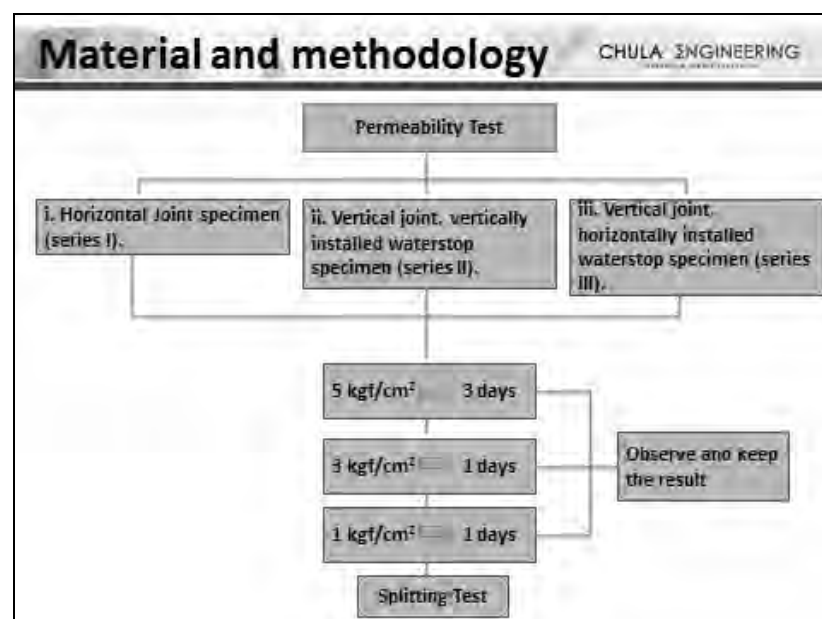 Material and methodology
CHULA ΣNGINEERING
Permeability Test
i. Horizontal Joint specimen
(series I).
ii. Vertical joint, vertically
installed waterstop
specimen (series II).
iii. Vertical joint,
horizontally installed
waterstop specimen (series
III).
5 kgf/cm² 3 days
3 kgf/cm² 1 days
1 kgf/cm² 1 days
Observe and keep
the result
Splitting Test